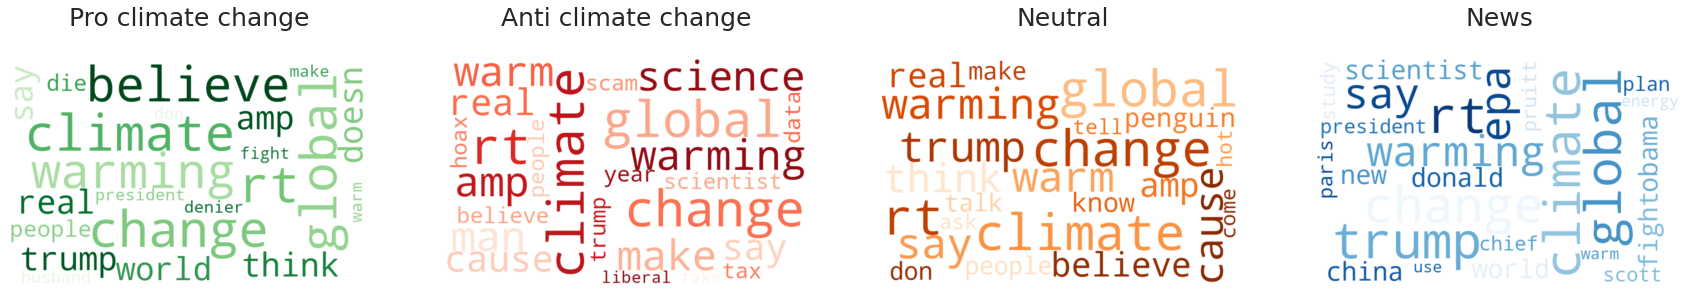 Pro climate change
Anti climate change
Neutral
News
say
die
believe
make
don
amp
global
doesn
climate
fight
warming
rt
president
real
denier
warm
people
change
trump
world
think
husband
warm
scam
science
real
climate
global
data
hoax
rt
people
warming
amp
year
scientist
believe
trump
change
man
cause
make
say
liberal
fake
tax
real
make
global
warming
tell
penguin
trump
change
hot
think
warm
amp
rt
talk
know
cause
come
ask
say
climate
don
people
believe
study
scientist
say
rt
epa
pruitt
climate
global
plan
energy
president
paris
warming
new
donald
change
obama
fight
trump
chief
warm
china
use
world
scott